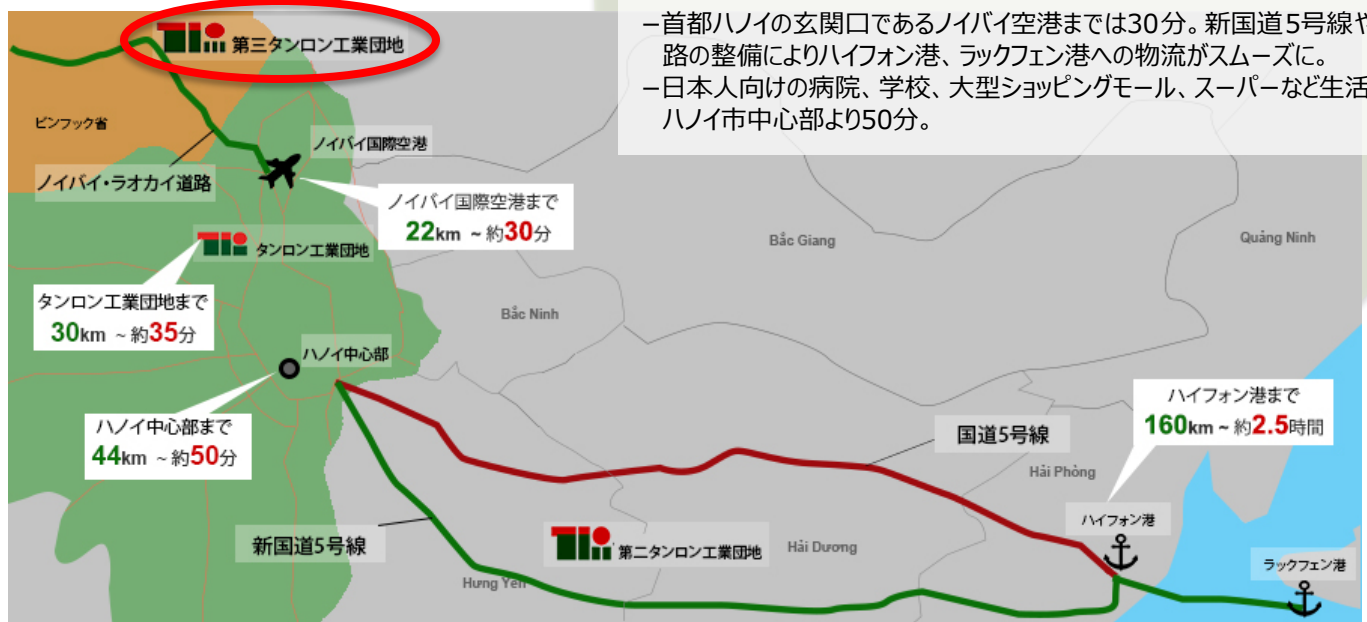 –首都ハノイの玄関口であるノイバイ空港までは30分。新国道5号線や
路の整備によりハイフォン港、ラックフェン港への物流がスムーズに。
–日本人向けの病院、学校、大型ショッピングモール、スーパーなど生活
ハノイ市中心部より50分。
第三タンロン工業団地
ビンフック省
ノイバイ国際空港
ノイバイ・ラオカイ道路
ノイバイ国際空港まで
22km ~約30分
タンロン工業団地
Bắc Giang
Quảng Ninh
タンロン工業団地まで
30km ~約35分
Bắc Ninh
ハノイ中心部
ハノイ中心部まで
44km ~約50分
ハイフォン港まで
160km ~約2.5時間
国道5号線
Hải Phòng
ハイフォン港
新国道5号線
第二タンロン工業団地
Hải Dương
ラックフェン港
Hưng Yên